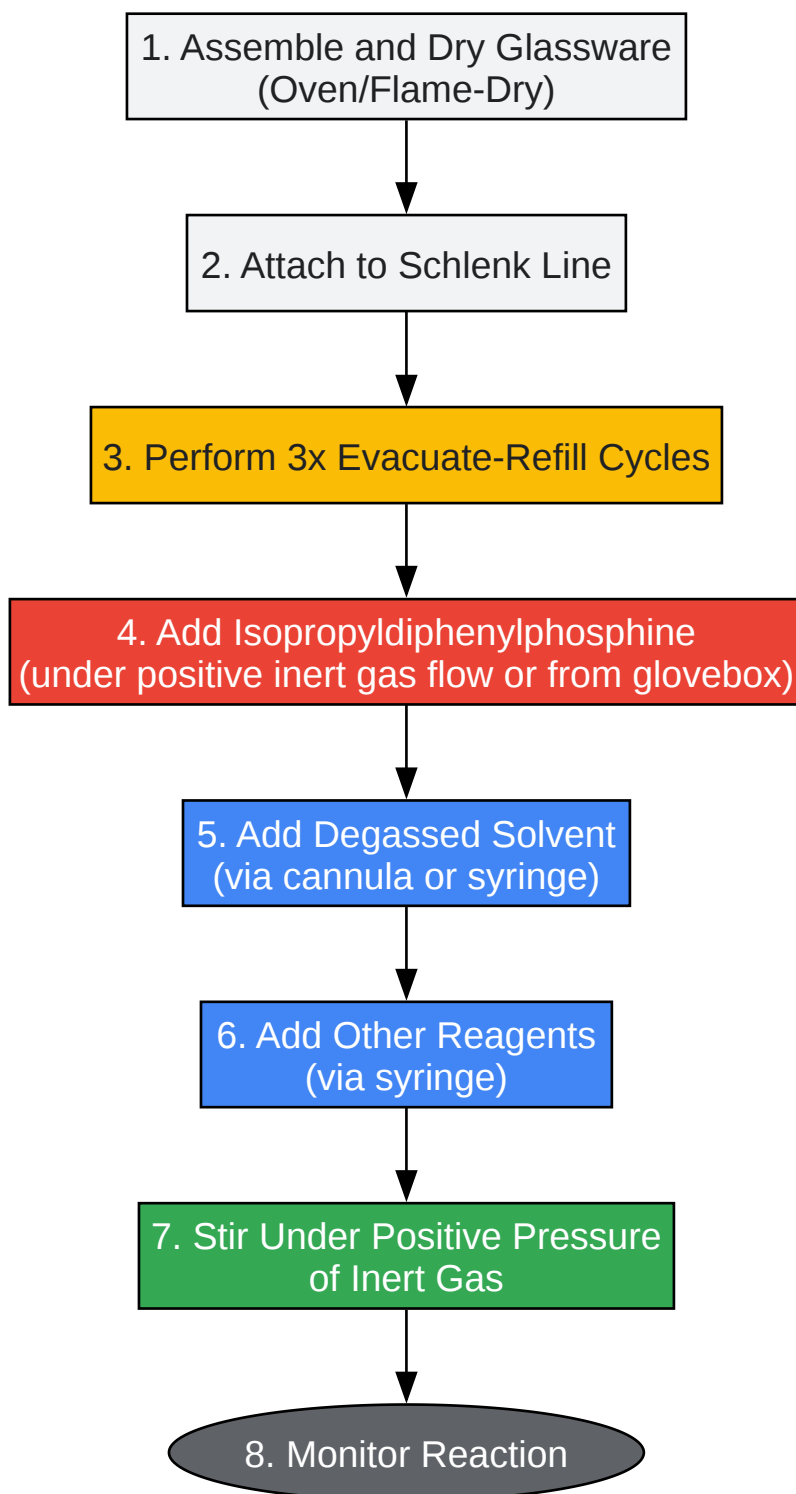 1. Assemble and Dry Glassware
(Oven/Flame-Dry)
2. Attach to Schlenk Line
3. Perform 3x Evacuate-Refill Cycles
4. Add Isopropyldiphenylphosphine
(under positive inert gas flow or from glovebox)
5. Add Degassed Solvent
(via cannula or syringe)
6. Add Other Reagents
(via syringe)
7. Stir Under Positive Pressure
of Inert Gas
8. Monitor Reaction